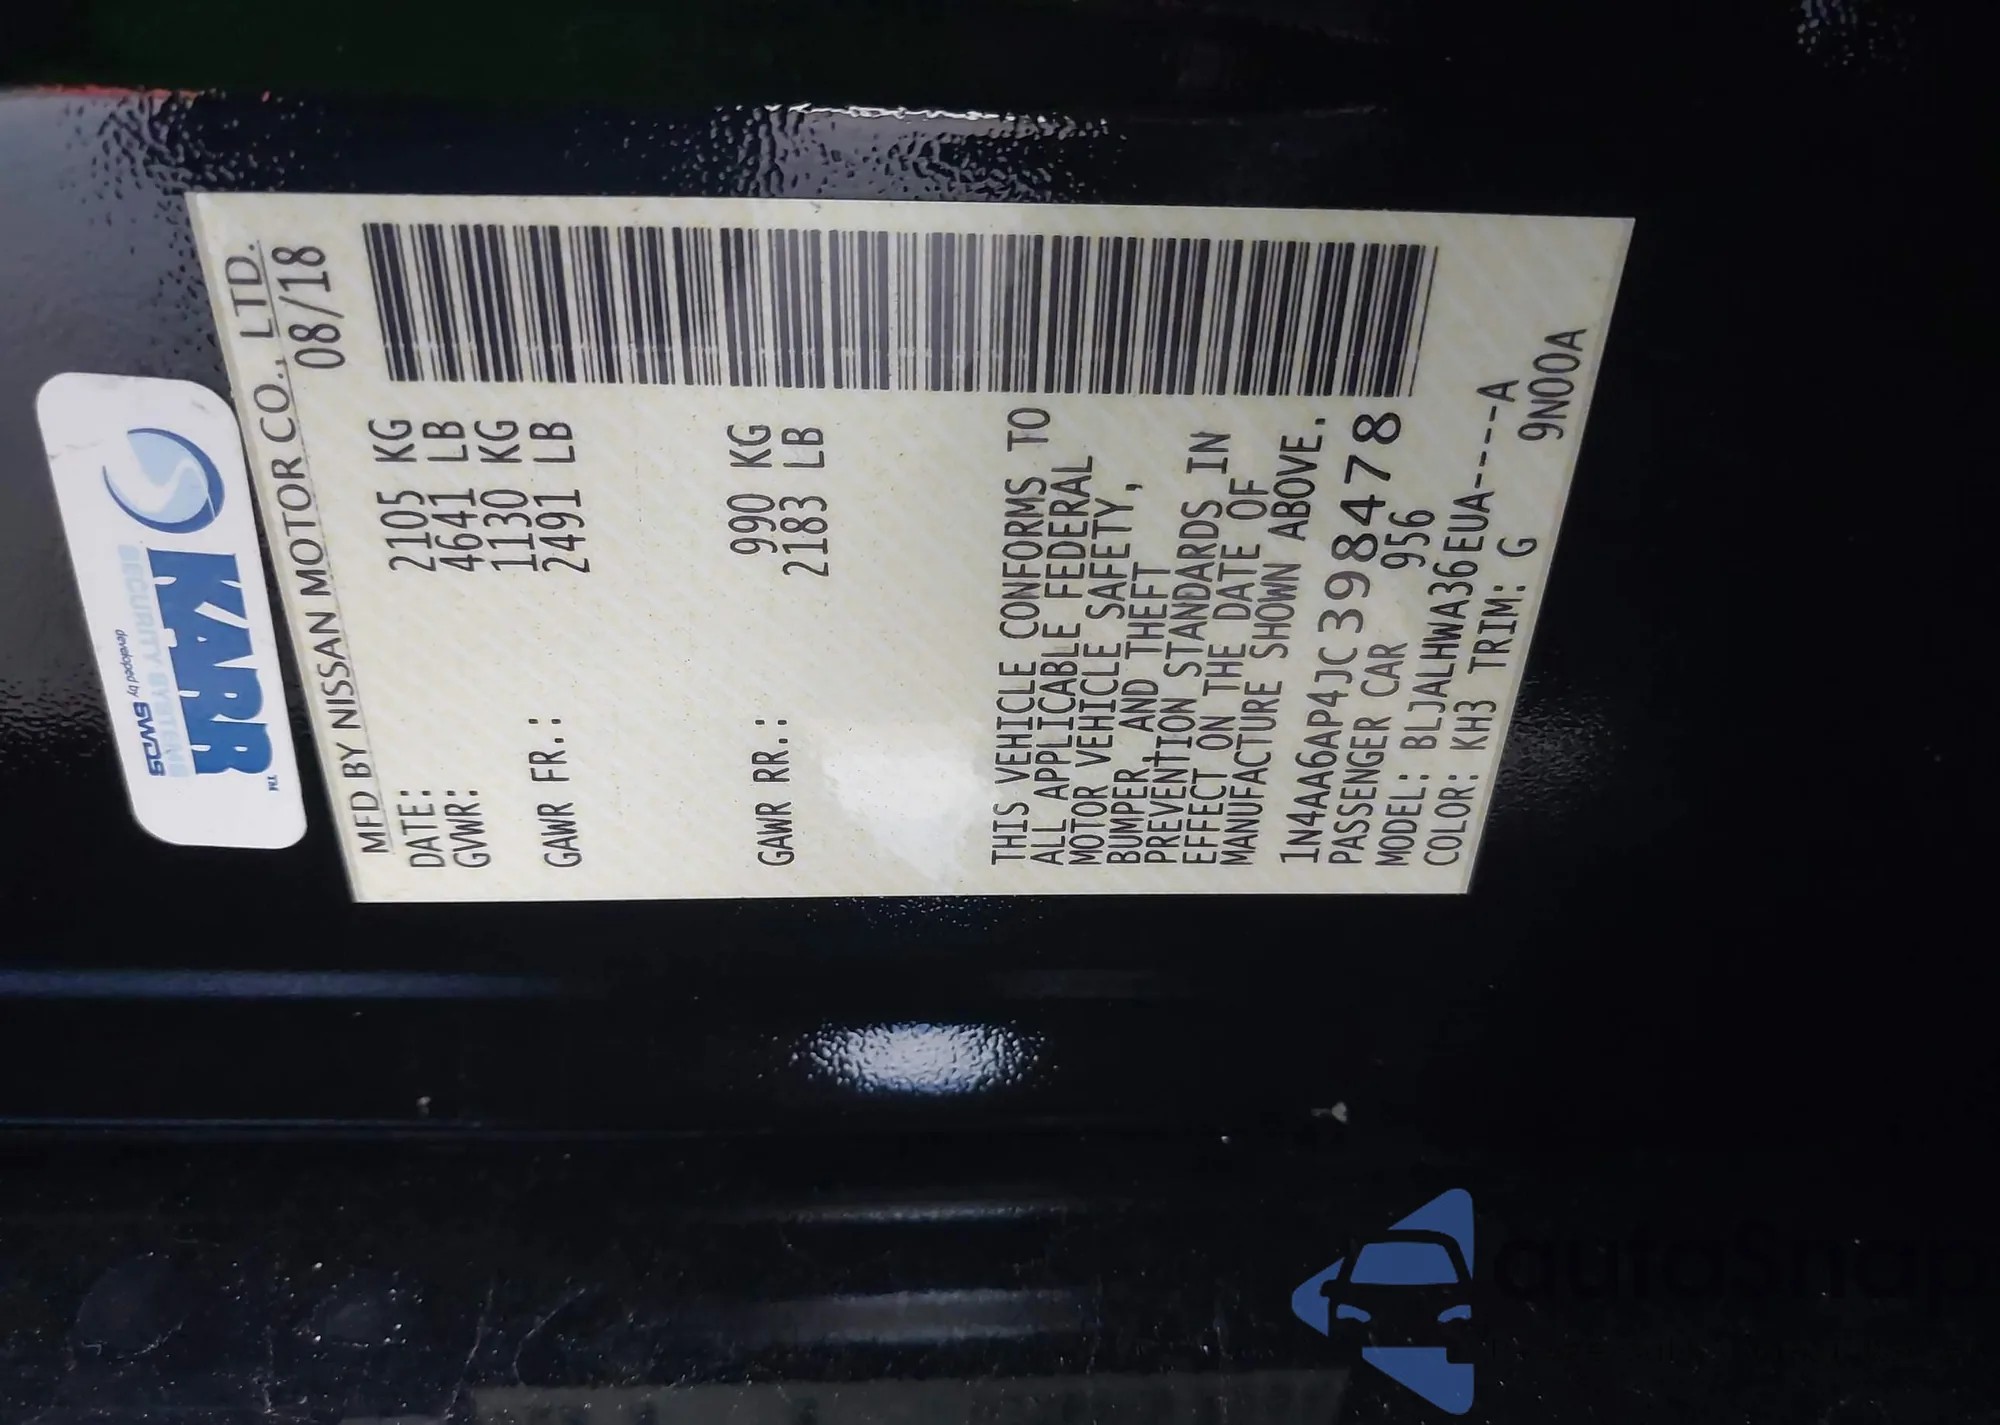 KARR
TM
SECURITY SYSTEMS
developed by SWDS
MFD BY NISSAN MOTOR CO., LTD.
DATE: 08/18
GVWR: 2105 KG
4641 LB
GAWR FR.: 1130 KG
2491 LB
GAWR RR.: 990 KG
2183 LB
THIS VEHICLE CONFORMS TO
ALL APPLICABLE FEDERAL
MOTOR VEHICLE SAFETY,
BUMPER, AND THEFT
PREVENTION STANDARDS IN
EFFECT ON THE DATE OF
MANUFACTURE SHOWN ABOVE.
1N4AA6AP4JC398478
PASSENGER CAR 956
MODEL: BLJALHWA36EUA-----A
COLOR: KH3 TRIM: G 9N00A
autoSnap